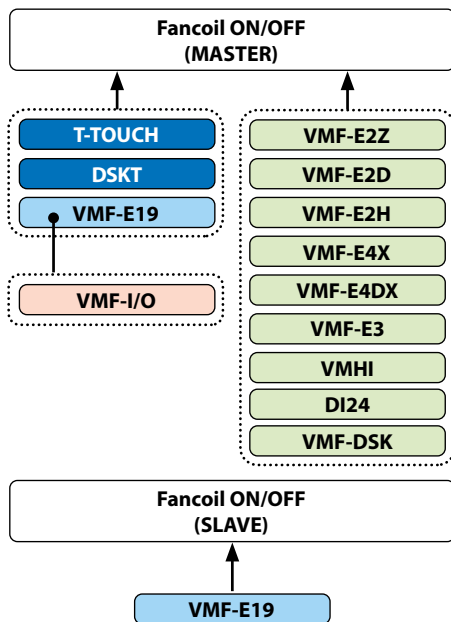 Fancoil ON/OFF
(MASTER)
T-TOUCH
DSKT
VMF-E19
VMF-I/O
VMF-E2Z
VMF-E2D
VMF-E2H
VMF-E4X
VMF-E4DX
VMF-E3
VMHI
DI24
VMF-DSK
Fancoil ON/OFF
(SLAVE)
VMF-E19